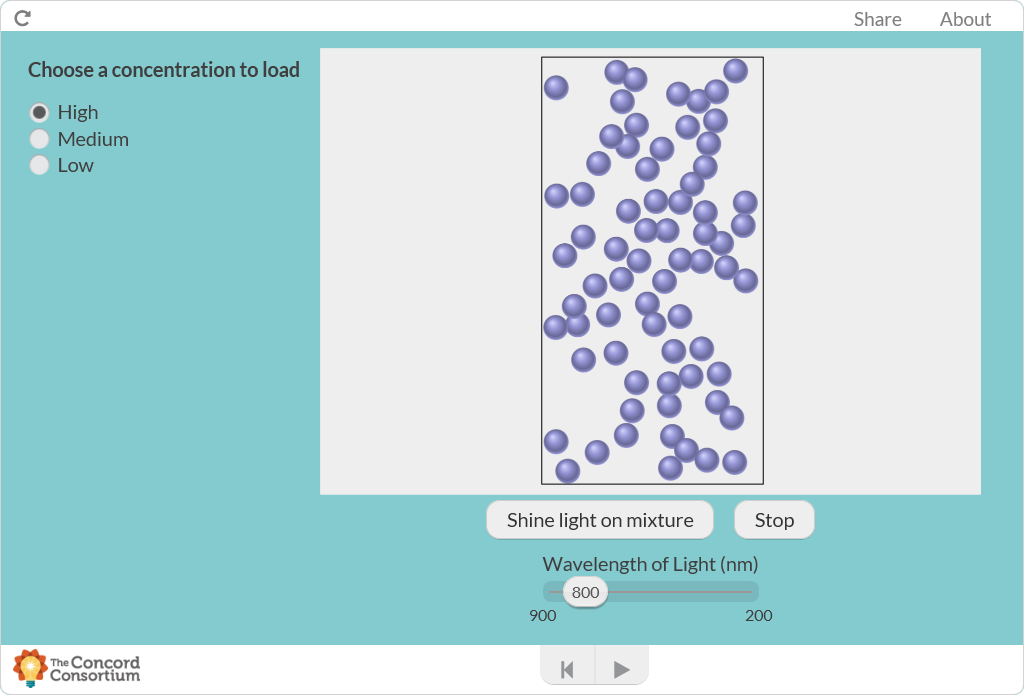 Share About
Choose a concentration to load
High
Medium
Low
Shine light on mixture Stop
Wavelength of Light (nm)
800
900 200
The Concord
Consortium